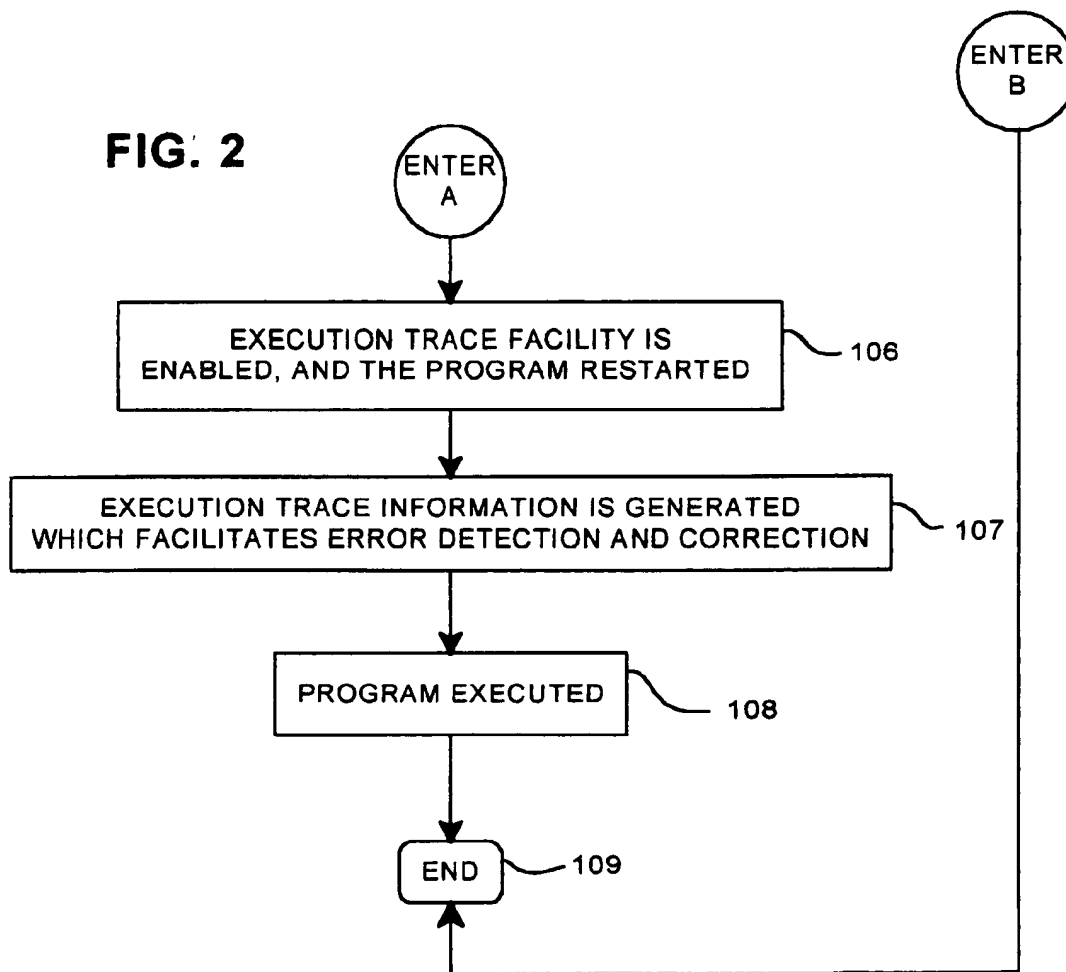 ENTER
B
FIG. 2
ENTER
A
EXECUTION TRACE FACILITY IS
ENABLED, AND THE PROGRAM RESTARTED
106
EXECUTION TRACE INFORMATION IS GENERATED
WHICH FACILITATES ERROR DETECTION AND CORRECTION
107
PROGRAM EXECUTED
108
END
109